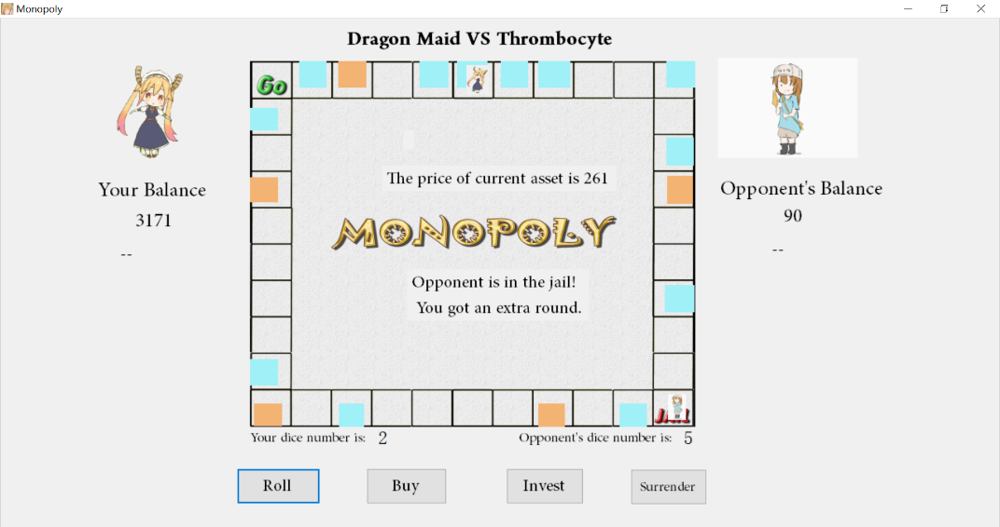 Monopoly
Dragon Maid VS Thrombocyte
Go
Your Balance
3171
--
The price of current asset is 261
MONOPOLY
Opponent is in the jail!
You got an extra round.
Opponent's Balance
90
--
Your dice number is: 2
Opponent's dice number is: 5
Roll
Buy
Invest
Surrender